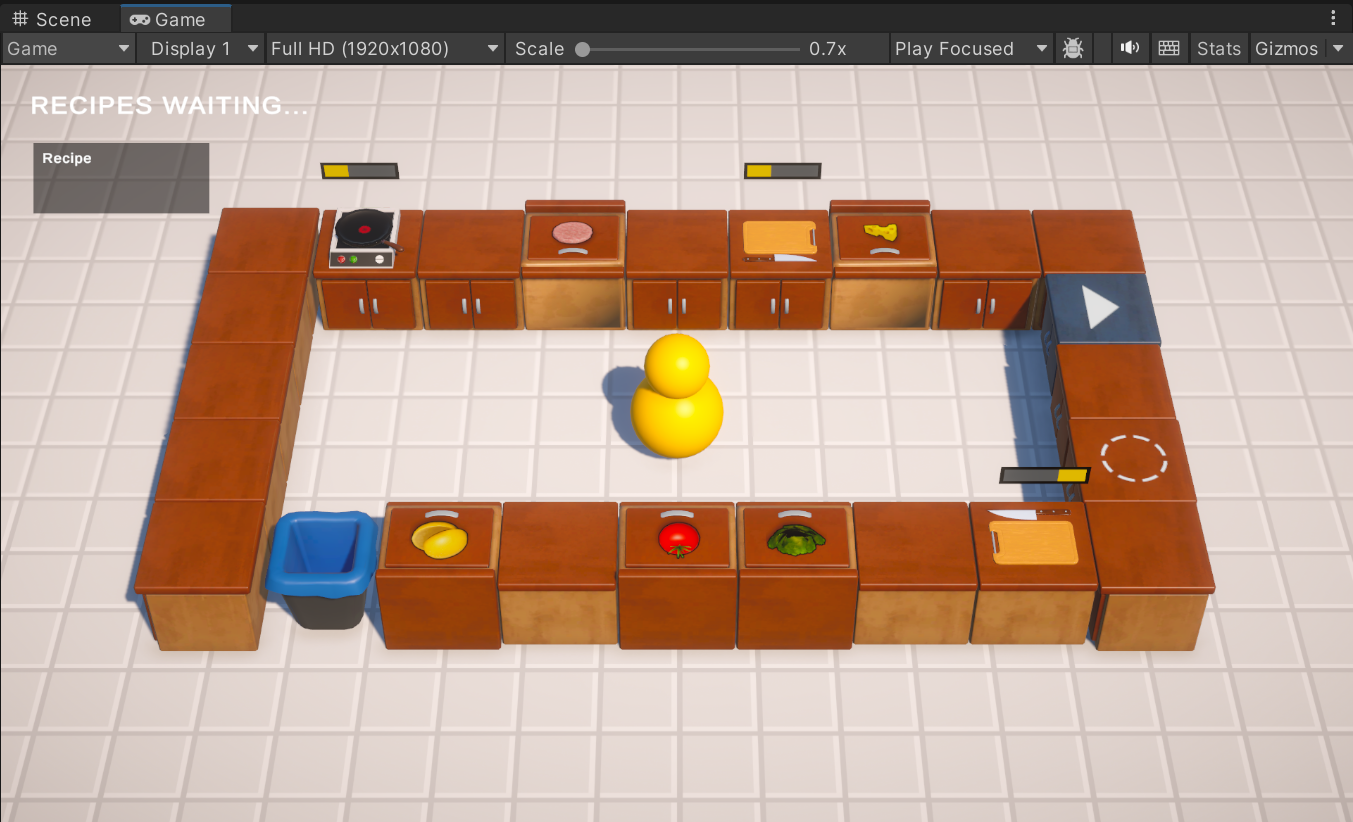 Scene Game
Game Display 1 Full HD (1920x1080) Scale 0.7x Play Focused Stats Gizmos
RECIPES WAITING...
Recipe